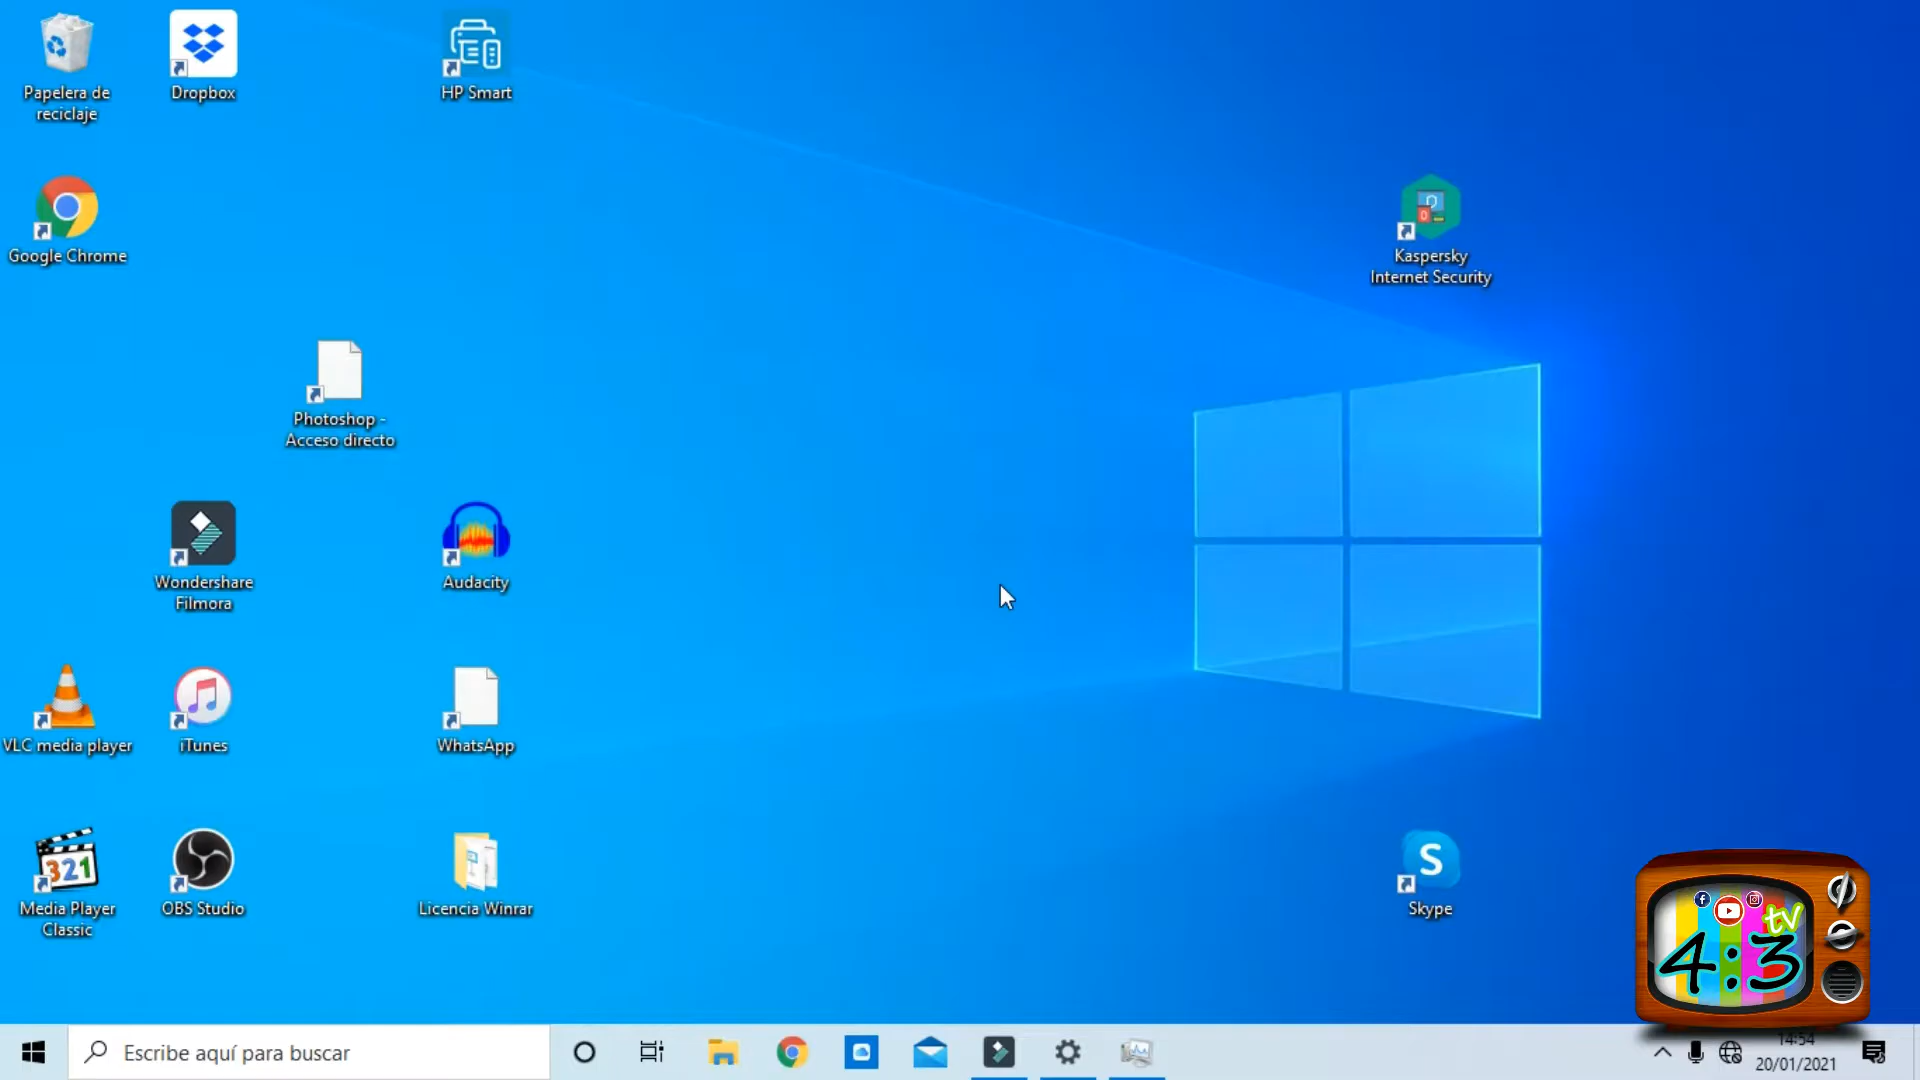 Papelera de
reciclaje
Dropbox
HP Smart
Google Chrome
Kaspersky
Internet Security
Photoshop -
Acceso directo
Wondershare
Filmora
Audacity
VLC media player
iTunes
WhatsApp
321
Media Player
Classic
OBS Studio
Licencia Winrar
S
Skype
tv
4:3
Escribe aquí para buscar
14:54
20/01/2021